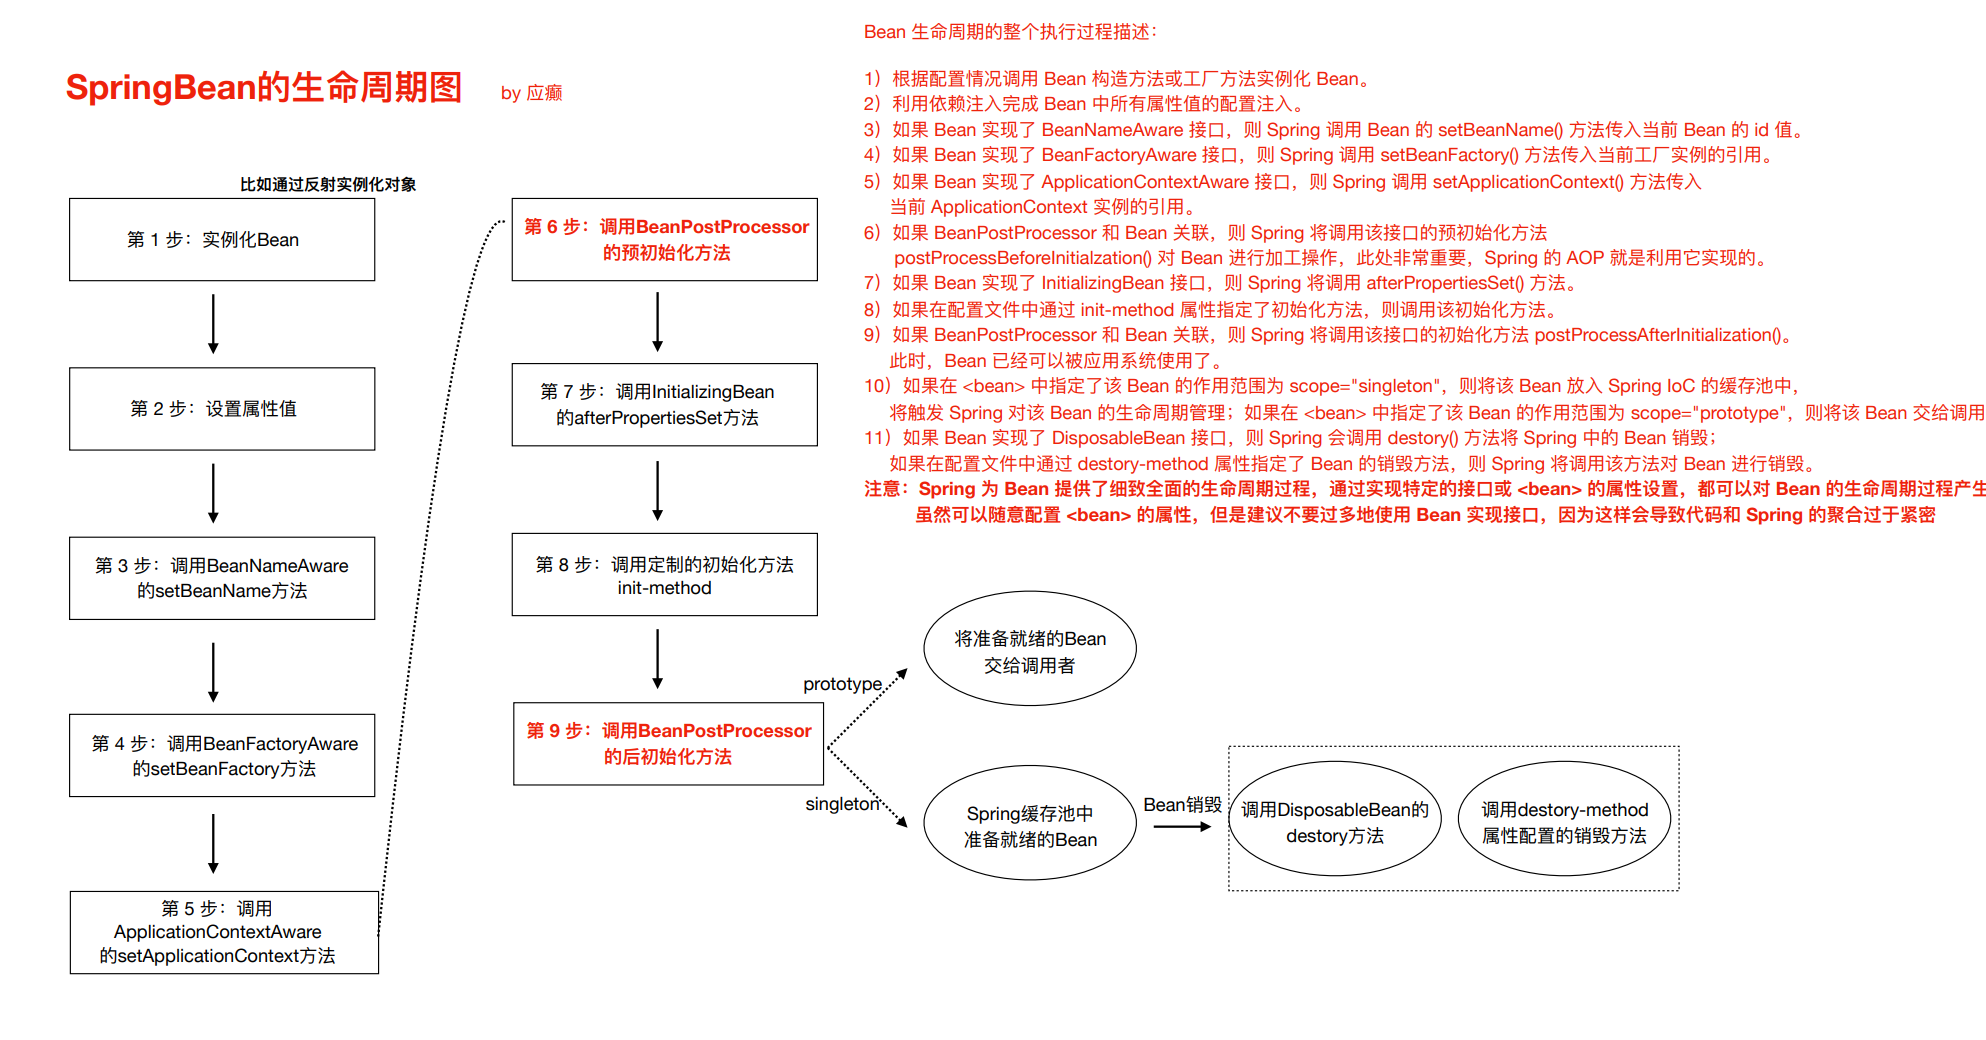 SpringBean的生命周期图
by 应癫
比如通过反射实例化对象
第 1 步：实例化Bean
第 2 步：设置属性值
第 3 步：调用BeanNameAware
的setBeanName方法
第 4 步：调用BeanFactoryAware
的setBeanFactory方法
第 5 步：调用
ApplicationContextAware
的setApplicationContext方法
第 6 步：调用BeanPostProcessor
的预初始化方法
第 7 步：调用InitializingBean
的afterPropertiesSet方法
第 8 步：调用定制的初始化方法
init-method
第 9 步：调用BeanPostProcessor
的后初始化方法
prototype
singleton
将准备就绪的Bean
交给调用者
Spring缓存池中
准备就绪的Bean
Bean销毁
调用DisposableBean的
destory方法
调用destory-method
属性配置的销毁方法
Bean 生命周期的整个执行过程描述：
1）根据配置情况调用 Bean 构造方法或工厂方法实例化 Bean。
2）利用依赖注入完成 Bean 中所有属性值的配置注入。
3）如果 Bean 实现了 BeanNameAware 接口，则 Spring 调用 Bean 的 setBeanName() 方法传入当前 Bean 的 id 值。
4）如果 Bean 实现了 BeanFactoryAware 接口，则 Spring 调用 setBeanFactory() 方法传入当前工厂实例的引用。
5）如果 Bean 实现了 ApplicationContextAware 接口，则 Spring 调用 setApplicationContext() 方法传入
当前 ApplicationContext 实例的引用。
6）如果 BeanPostProcessor 和 Bean 关联，则 Spring 将调用该接口的预初始化方法
postProcessBeforeInitialzation() 对 Bean 进行加工操作，此处非常重要，Spring 的 AOP 就是利用它实现的。
7）如果 Bean 实现了 InitializingBean 接口，则 Spring 将调用 afterPropertiesSet() 方法。
8）如果在配置文件中通过 init-method 属性指定了初始化方法，则调用该初始化方法。
9）如果 BeanPostProcessor 和 Bean 关联，则 Spring 将调用该接口的初始化方法 postProcessAfterInitialization()。
此时，Bean 已经可以被应用系统使用了。
10）如果在 <bean> 中指定了该 Bean 的作用范围为 scope="singleton"，则将该 Bean 放入 Spring IoC 的缓存池中，
将触发 Spring 对该 Bean 的生命周期管理；如果在 <bean> 中指定了该 Bean 的作用范围为 scope="prototype"，则将该 Bean 交给调用
11）如果 Bean 实现了 DisposableBean 接口，则 Spring 会调用 destory() 方法将 Spring 中的 Bean 销毁；
如果在配置文件中通过 destory-method 属性指定了 Bean 的销毁方法，则 Spring 将调用该方法对 Bean 进行销毁。
注意：Spring 为 Bean 提供了细致全面的生命周期过程，通过实现特定的接口或 <bean> 的属性设置，都可以对 Bean 的生命周期过程产生
虽然可以随意配置 <bean> 的属性，但是建议不要过多地使用 Bean 实现接口，因为这样会导致代码和 Spring 的聚合过于紧密